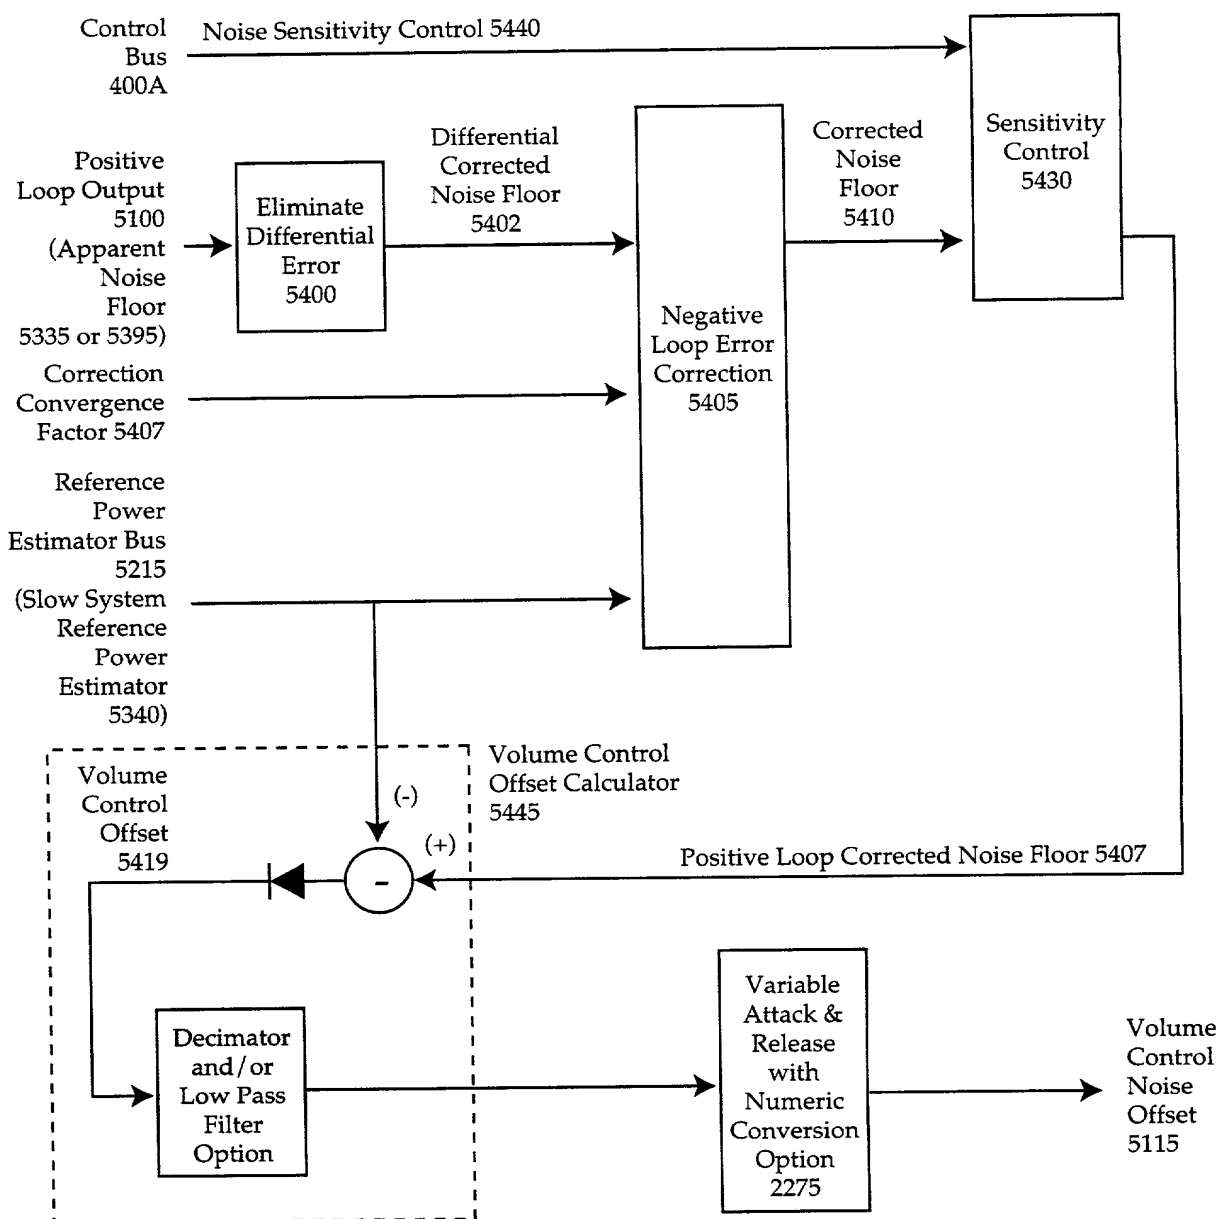 Control
Bus
400A
Noise Sensitivity Control 5440
Sensitivity
Control
5430
Positive
Loop Output
5100
(Apparent
Noise
Floor
5335 or 5395)
Eliminate
Differential
Error
5400
Differential
Corrected
Noise Floor
5402
Negative
Loop Error
Correction
5405
Corrected
Noise
Floor
5410
Correction
Convergence
Factor 5407
Reference
Power
Estimator Bus
5215
(Slow System
Reference
Power
Estimator
5340)
Volume Control
Offset Calculator
5445
Volume
Control
Offset
5419
(-)
(+)
-
Positive Loop Corrected Noise Floor 5407
Decimator
and/or
Low Pass
Filter
Option
Variable
Attack &
Release
with
Numeric
Conversion
Option
2275
Volume
Control
Noise
Offset
5115